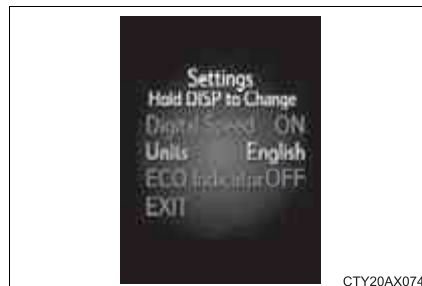 Settings
Hold DISP to Change
Digital Speed ON
Units English
ECO Indicator OFF
EXIT
CTY20AX074